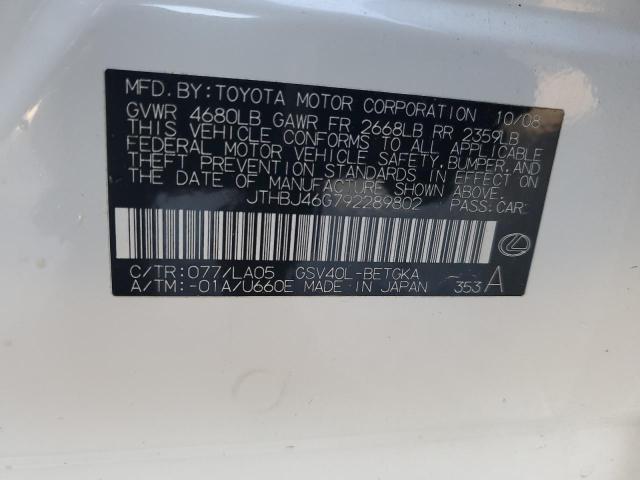 MFD. BY: TOYOTA MOTOR CORPORATION 10/08
GVWR 4680LB GAWR FR 2668LB RR 2359LB
THIS VEHICLE CONFORMS TO ALL APPLICABLE
FEDERAL MOTOR VEHICLE SAFETY, BUMPER, AND
THEFT PREVENTION STANDARDS IN EFFECT ON
THE DATE OF MANUFACTURE SHOWN ABOVE.
JTHBJ46G792289802 PASS. CAR
C/TR: 077/LA05 GSV40L-BETGKA
A/TM: -01A/U660E MADE IN JAPAN 353 A